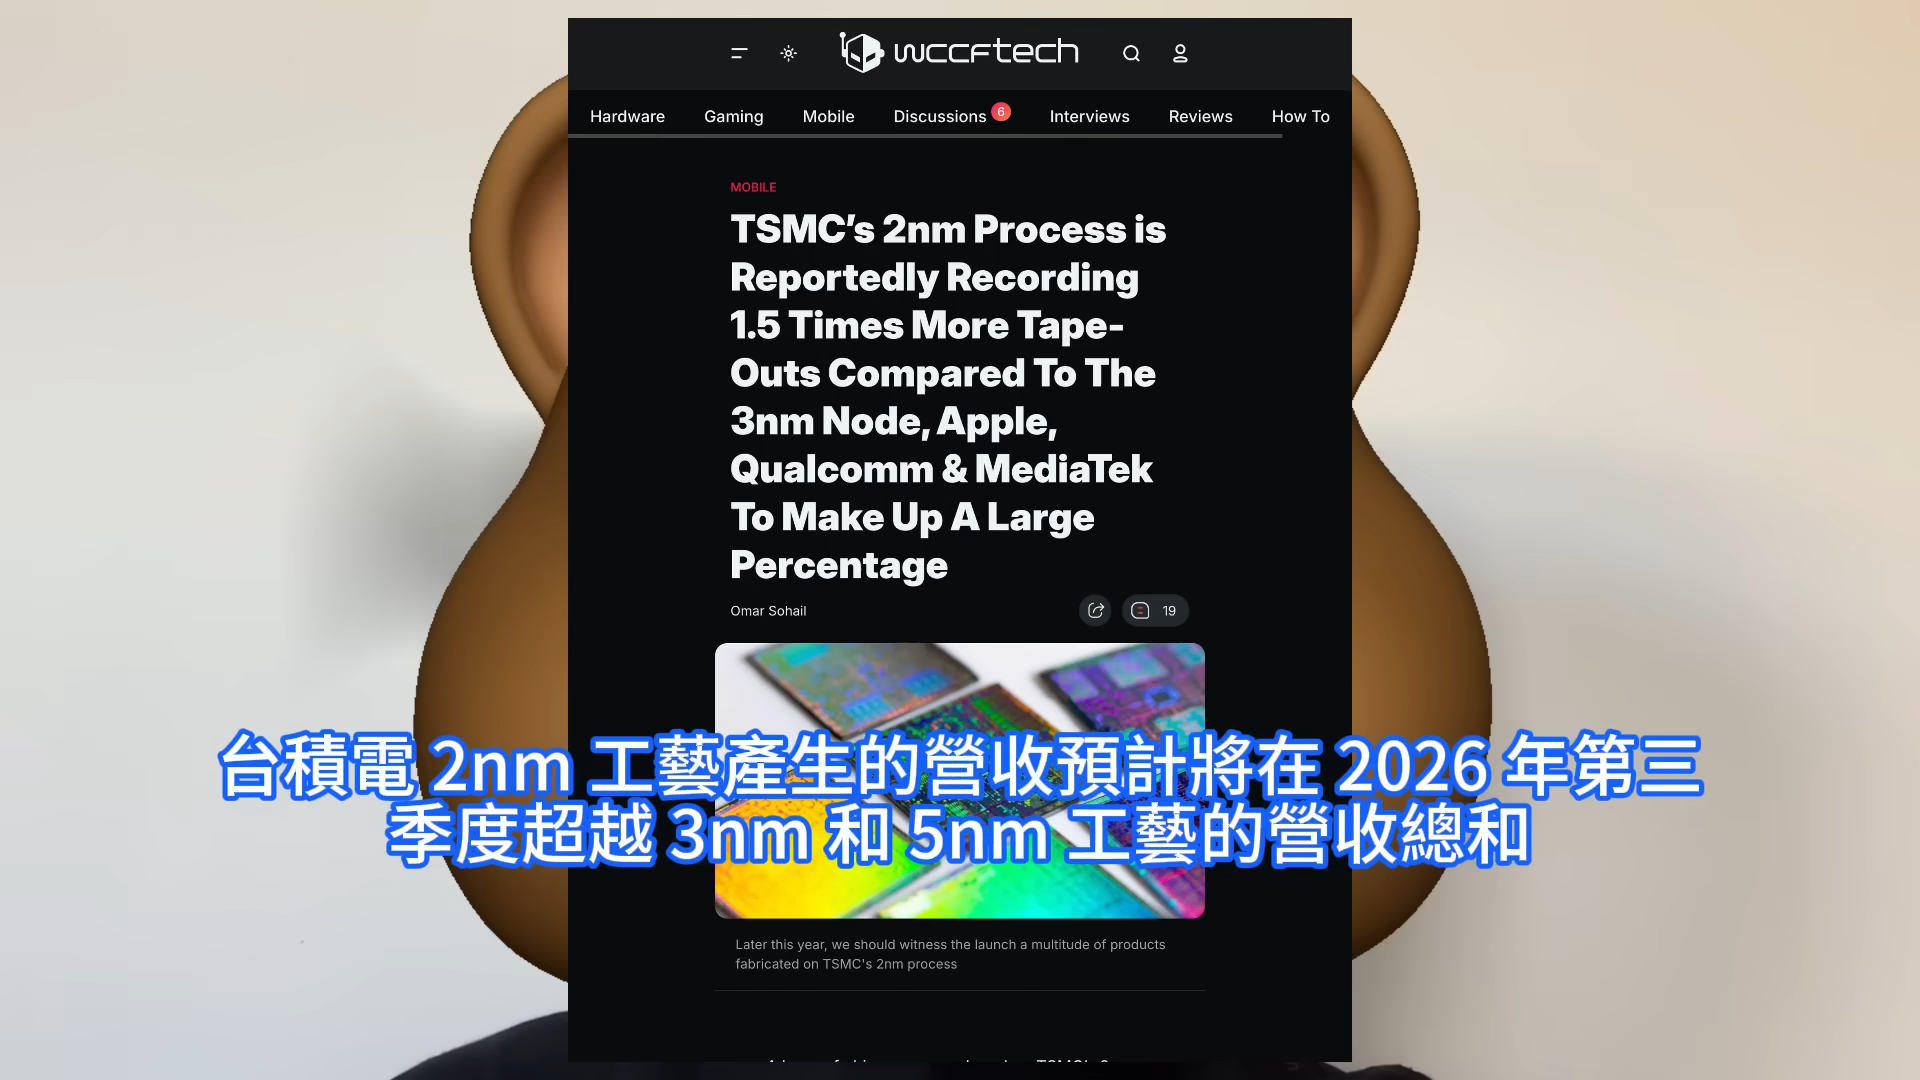 wccftech
Hardware
Gaming
Mobile
Discussions 6
Interviews
Reviews
How To
MOBILE
TSMC's 2nm Process is
Reportedly Recording
1.5 Times More Tape-
Outs Compared To The
3nm Node, Apple,
Qualcomm & MediaTek
To Make Up A Large
Percentage
Omar Sohail
19
台積電 2nm 工藝產生的營收預計將在 2026 年第三
季度超越 3nm 和 5nm 工藝的營收總和
Later this year, we should witness the launch a multitude of products
fabricated on TSMC's 2nm process